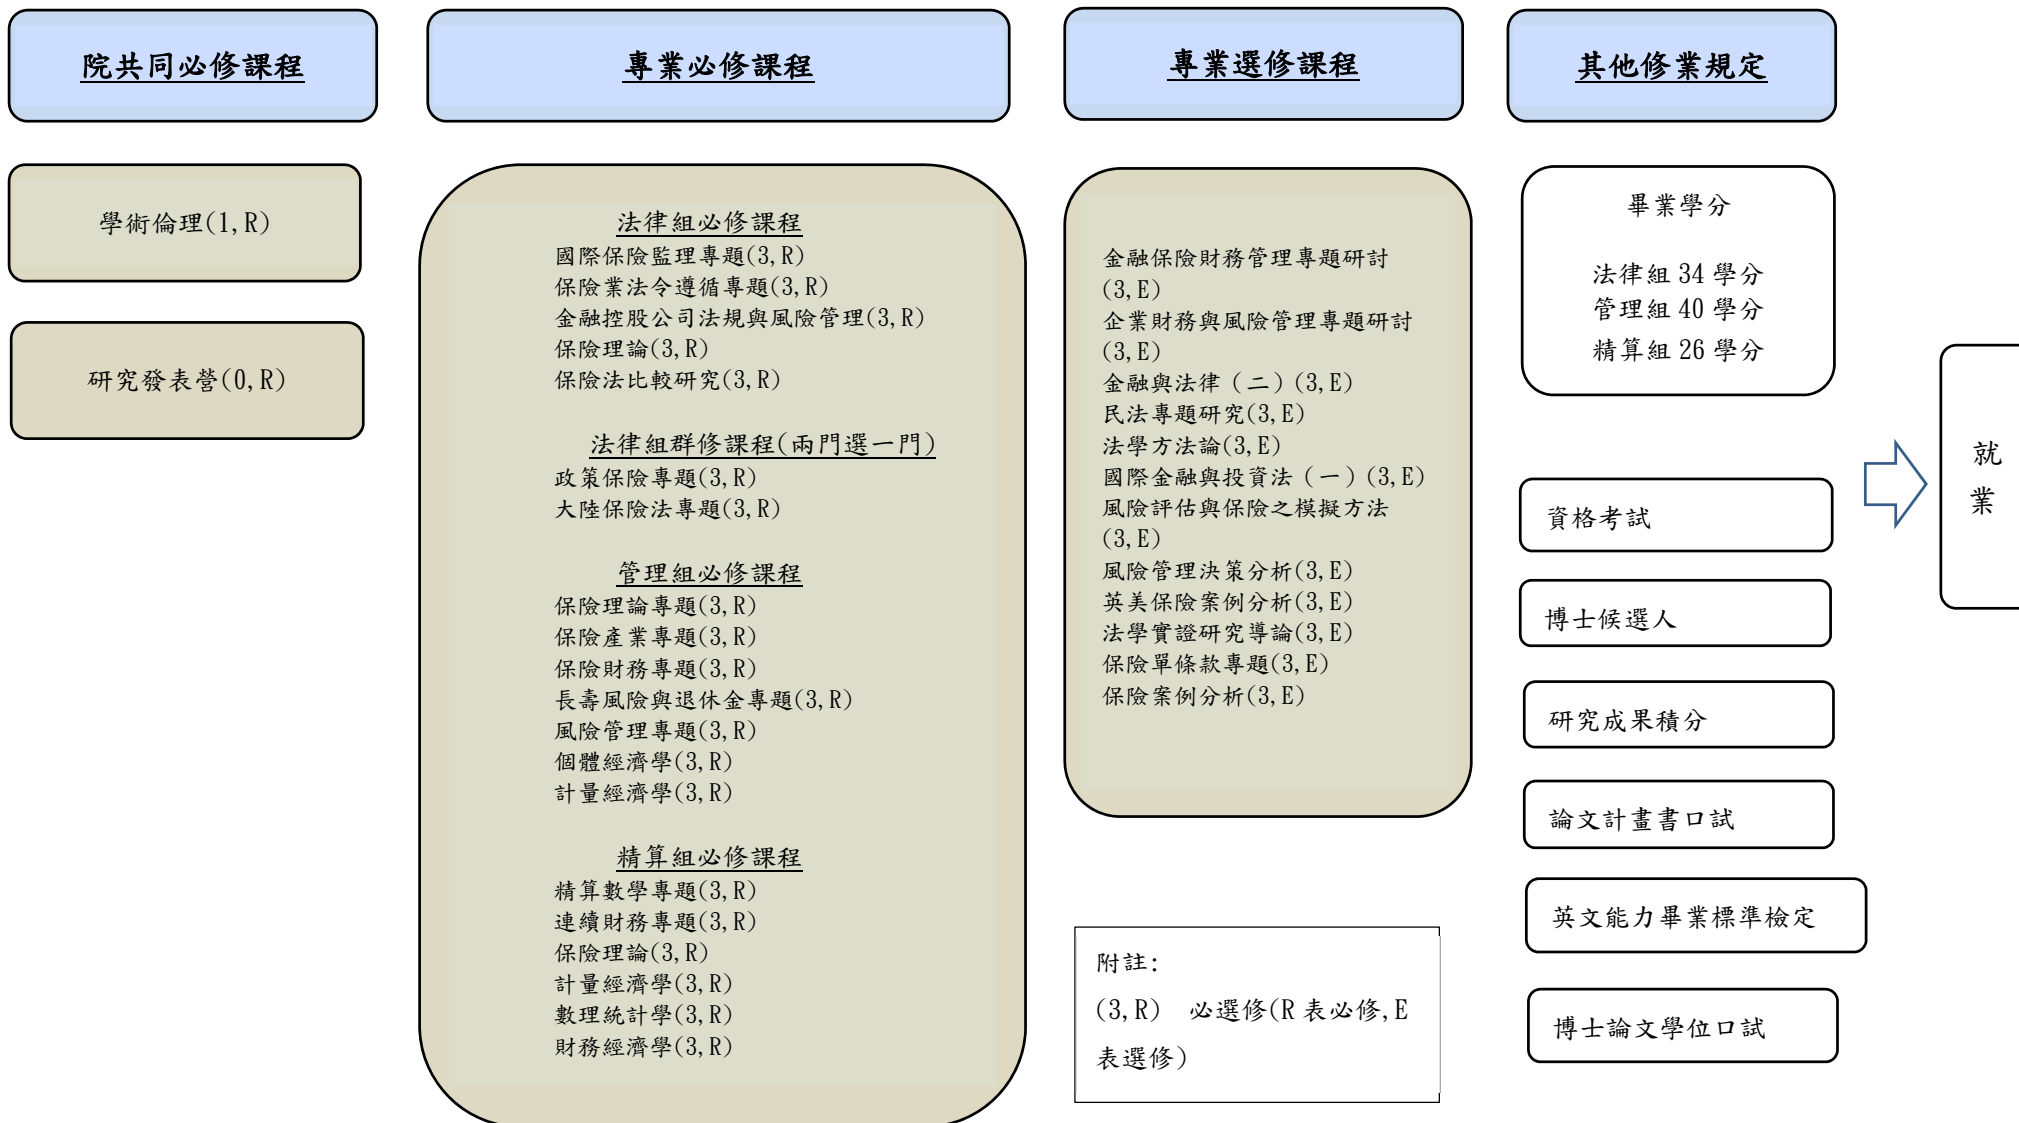 院共同必修課程
學術倫理(1,R)
研究發表營(0,R)
專業必修課程
法律組必修課程
國際保險監理專題(3,R)
保險業法令遵循專題(3,R)
金融控股公司法規與風險管理(3,R)
保險理論(3,R)
保險法比較研究(3,R)
法律組群修課程(兩門選一門)
政策保險專題(3,R)
大陸保險法專題(3,R)
管理組必修課程
保險理論專題(3,R)
保險產業專題(3,R)
保險財務專題(3,R)
長壽風險與退休金專題(3,R)
風險管理專題(3,R)
個體經濟學(3,R)
計量經濟學(3,R)
精算組必修課程
精算數學專題(3,R)
連續財務專題(3,R)
保險理論(3,R)
計量經濟學(3,R)
數理統計學(3,R)
財務經濟學(3,R)
專業選修課程
金融保險財務管理專題研討
(3,E)
企業財務與風險管理專題研討
(3,E)
金融與法律（二）(3,E)
民法專題研究(3,E)
法學方法論(3,E)
國際金融與投資法（一）(3,E)
風險評估與保險之模擬方法
(3,E)
風險管理決策分析(3,E)
英美保險案例分析(3,E)
法學實證研究導論(3,E)
保險單條款專題(3,E)
保險案例分析(3,E)
附註:
(3,R) 必選修(R 表必修,E
表選修)
其他修業規定
畢業學分
法律組 34 學分
管理組 40 學分
精算組 26 學分
資格考試
博士候選人
研究成果積分
論文計畫書口試
英文能力畢業標準檢定
博士論文學位口試
就
業